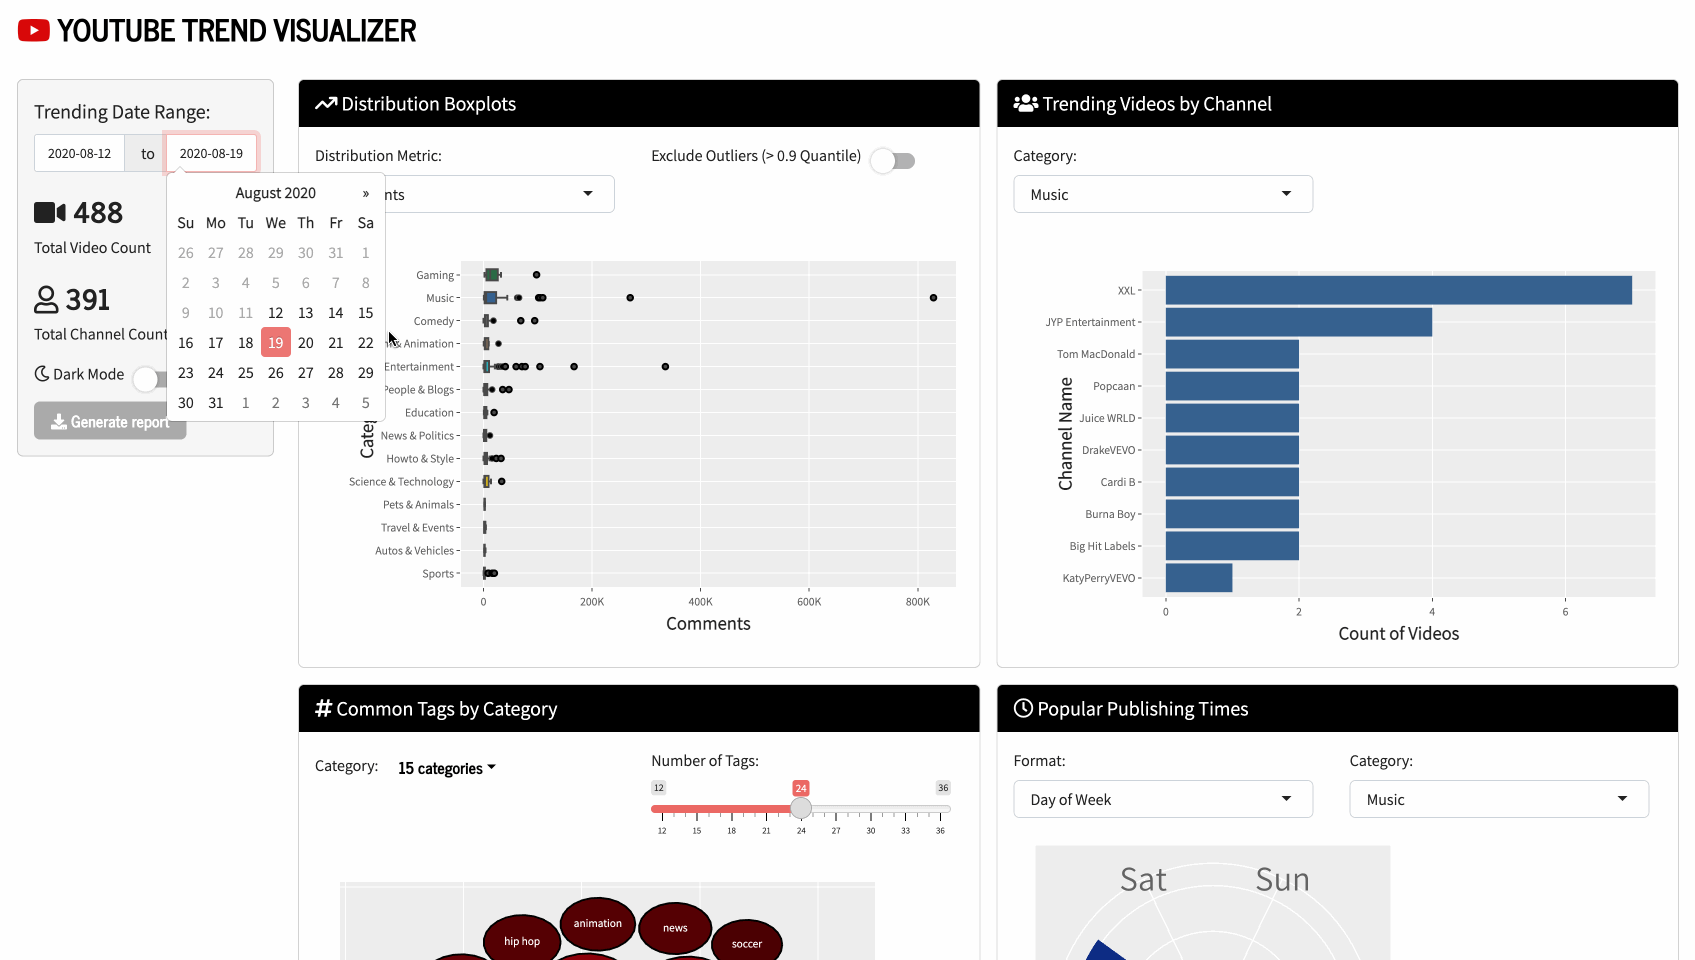 YOUTUBE TREND VISUALIZER
Trending Date Range:
2020-08-12 to 2020-08-19
August 2020 »
Su Mo Tu We Th Fr Sa
26 27 28 29 30 31 1
2 3 4 5 6 7 8
9 10 11 12 13 14 15
16 17 18 19 20 21 22
23 24 25 26 27 28 29
30 31 1 2 3 4 5
488
Total Video Count
391
Total Channel Count
Dark Mode
Generate report
Distribution Boxplots
Distribution Metric:
nts
Exclude Outliers (> 0.9 Quantile)
Gaming
Music
Comedy
& Animation
Entertainment
People & Blogs
Education
News & Politics
Howto & Style
Science & Technology
Pets & Animals
Travel & Events
Autos & Vehicles
Sports
Categ
0 200K 400K 600K 800K
Comments
Trending Videos by Channel
Category:
Music
XXL
JYP Entertainment
Tom MacDonald
Popcaan
Juice WRLD
DrakeVEVO
Cardi B
Burna Boy
Big Hit Labels
KatyPerryVEVO
Channel Name
0 2 4 6
Count of Videos
# Common Tags by Category
Category: 15 categories
Number of Tags:
12 24 36
12 15 18 21 24 27 30 33 36
animation
news
hip hop
soccer
Popular Publishing Times
Format:
Day of Week
Category:
Music
Sat Sun